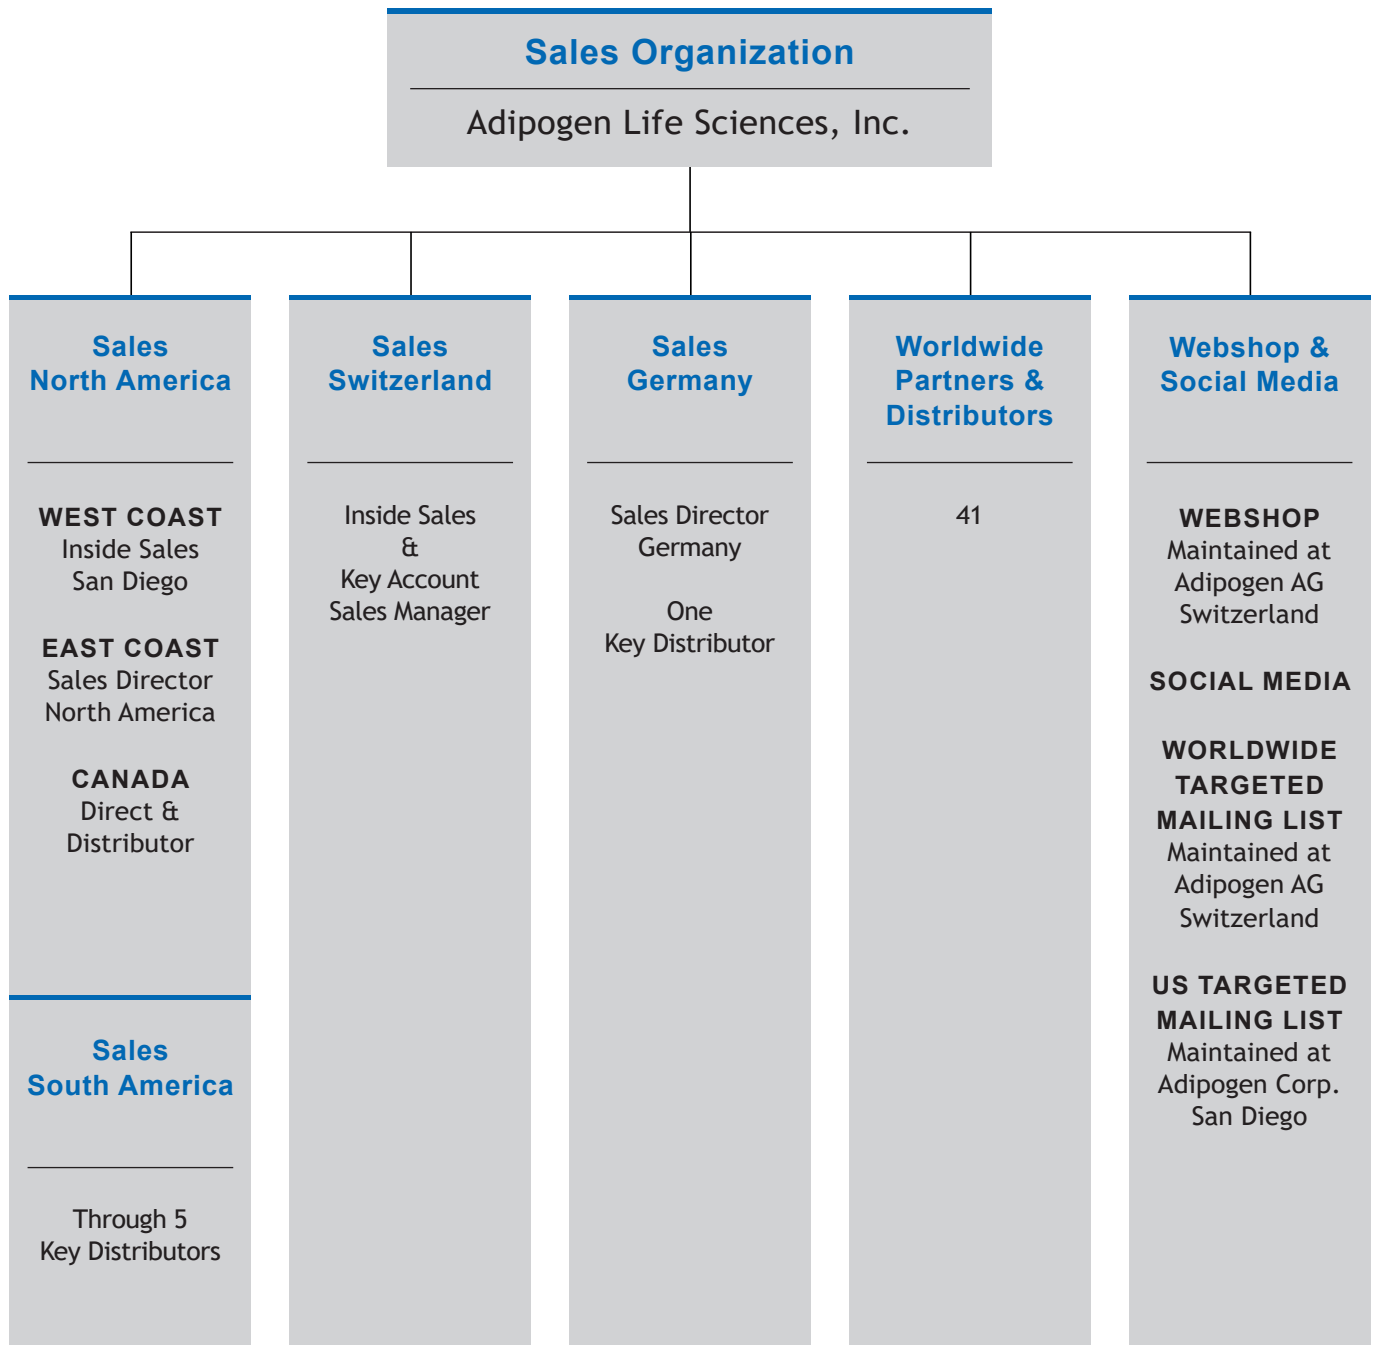 Sales Organization
Adipogen Life Sciences, Inc.
Sales
North America
WEST COAST
Inside Sales
San Diego
EAST COAST
Sales Director
North America
CANADA
Direct &
Distributor
Sales
South America
Through 5
Key Distributors
Sales
Switzerland
Inside Sales
&
Key Account
Sales Manager
Sales
Germany
Sales Director
Germany
One
Key Distributor
Worldwide
Partners &
Distributors
41
Webshop &
Social Media
WEBSHOP
Maintained at
Adipogen AG
Switzerland
SOCIAL MEDIA
WORLDWIDE
TARGETED
MAILING LIST
Maintained at
Adipogen AG
Switzerland
US TARGETED
MAILING LIST
Maintained at
Adipogen Corp.
San Diego